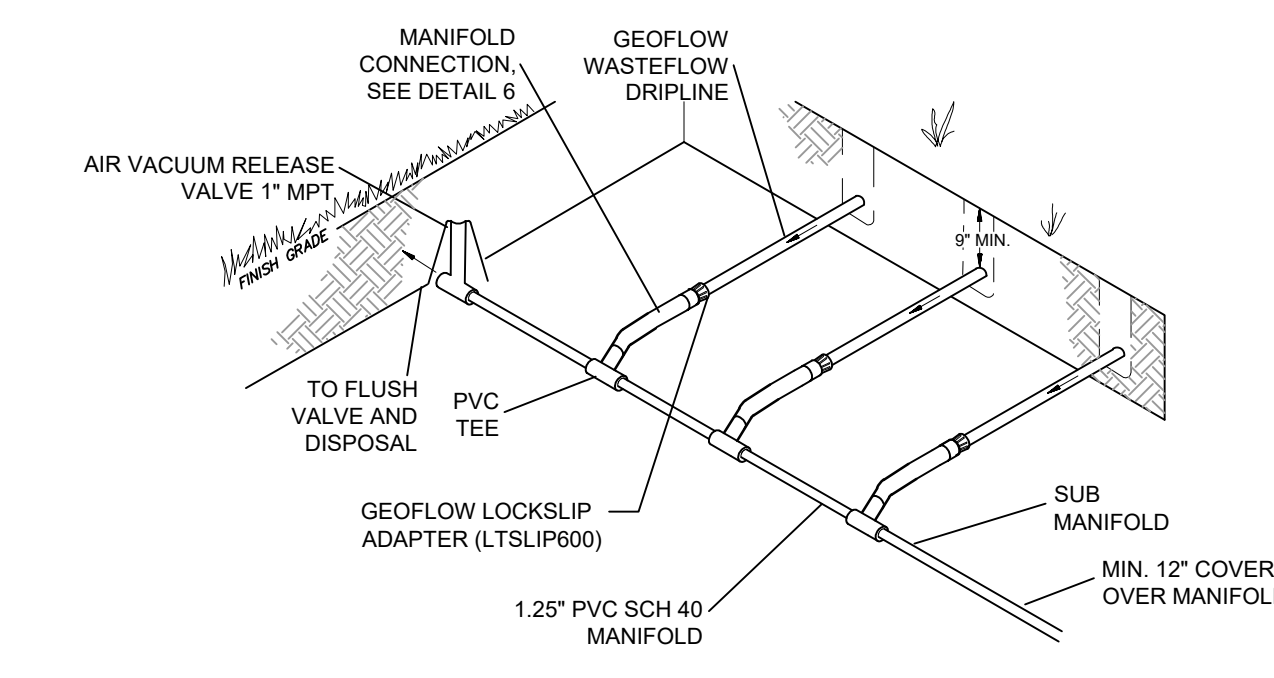 MANIFOLD
CONNECTION,
SEE DETAIL 6
GEOFLOW
WASTEFLOW
DRIPLINE
AIR VACUUM RELEASE
VALVE 1" MPT
FINISH GRADE
9" MIN.
TO FLUSH
VALVE AND
DISPOSAL
PVC
TEE
GEOFLOW LOCKSLIP
ADAPTER (LTSLIP600)
SUB
MANIFOLD
MIN. 12" COVER
OVER MANIFOL
1.25" PVC SCH 40
MANIFOLD